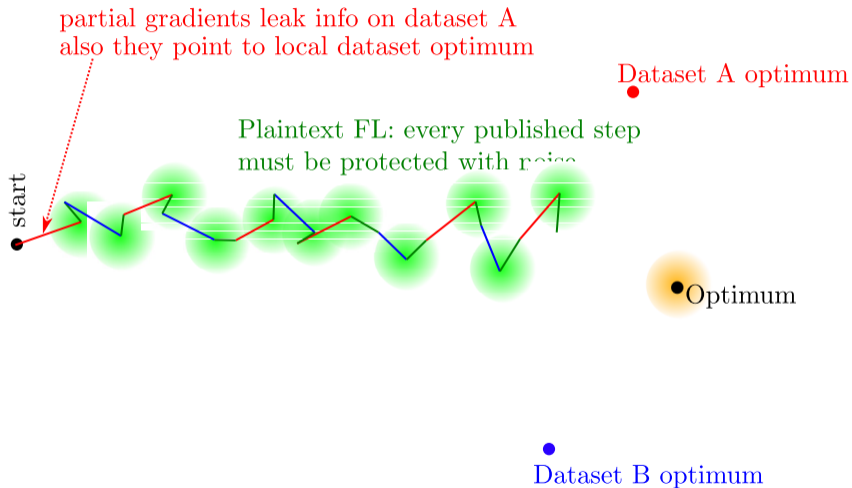 partial gradients leak info on dataset A
also they point to local dataset optimum
Dataset A optimum
Plaintext FL: every published step
must be protected with noise
start
Optimum
Dataset B optimum